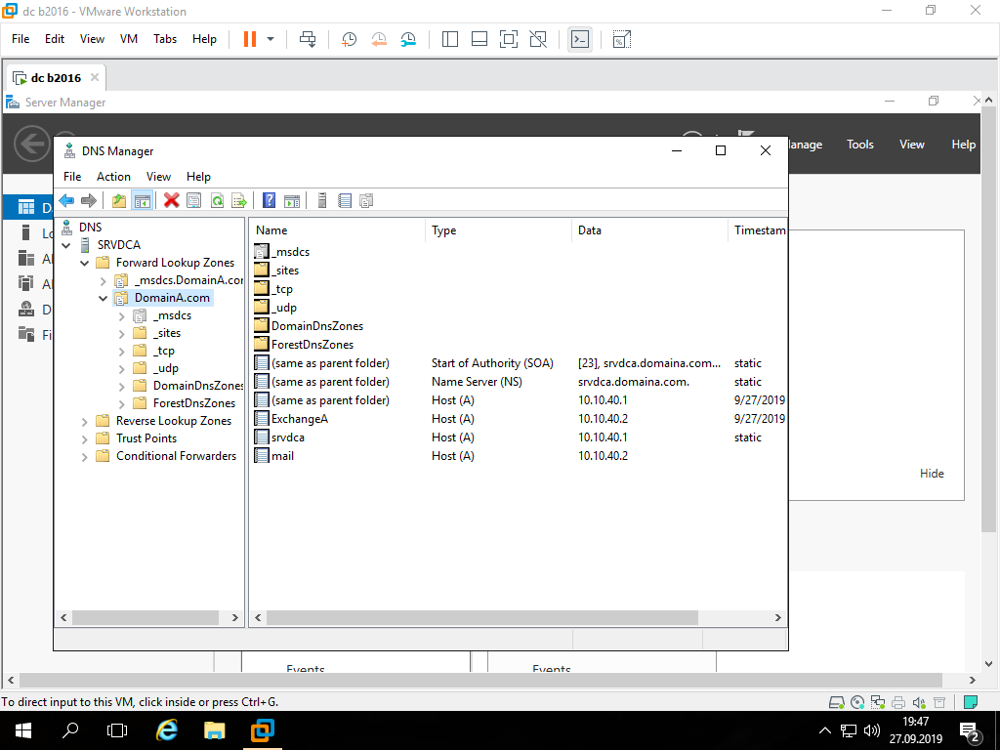 dc b2016 - VMware Workstation
File Edit View VM Tabs Help
dc b2016
Server Manager
Tools View Help
DNS Manager
File Action View Help
DNS
SRVDCA
Forward Lookup Zones
_msdcs.DomainA.cor
DomainA.com
_msdcs
_sites
_tcp
_udp
DomainDnsZones
ForestDnsZones
Reverse Lookup Zones
Trust Points
Conditional Forwarders
Name Type Data Timestam
_msdcs
_sites
_tcp
_udp
DomainDnsZones
ForestDnsZones
(same as parent folder) Start of Authority (SOA) [23], srvdca.domaina.com... static
(same as parent folder) Name Server (NS) srvdca.domaina.com. static
(same as parent folder) Host (A) 10.10.40.1 9/27/2019
ExchangeA Host (A) 10.10.40.2 9/27/2019
srvdca Host (A) 10.10.40.1 static
mail Host (A) 10.10.40.2
Hide
Events Events
To direct input to this VM, click inside or press Ctrl+G.
19:47
27.09.2019
2